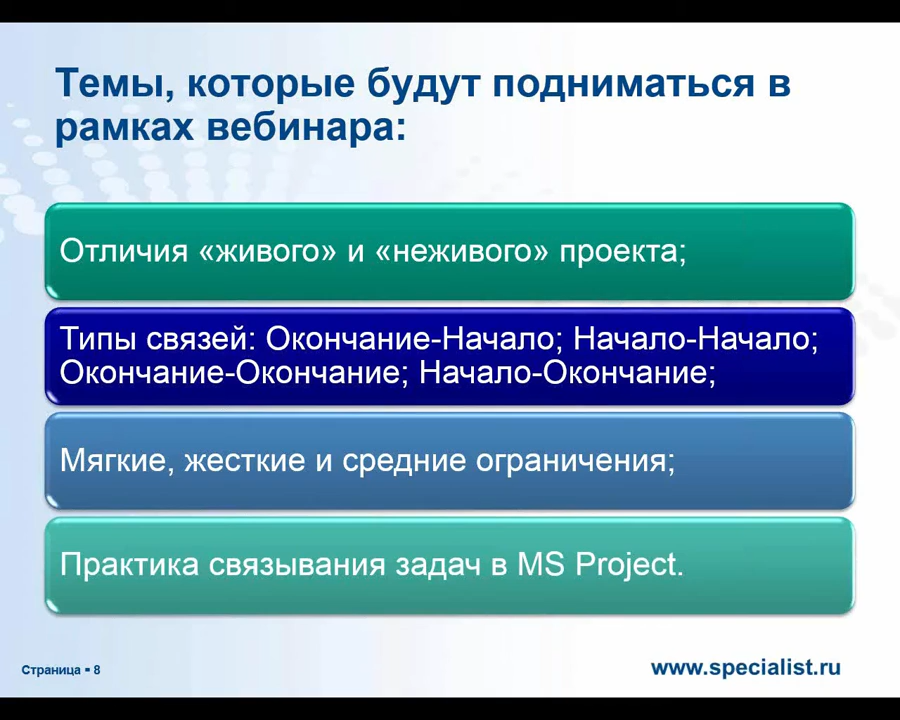 Темы, которые будут подниматься в
рамках вебинара:
Отличия «живого» и «неживого» проекта;
Типы связей: Окончание-Начало; Начало-Начало;
Окончание-Окончание; Начало-Окончание;
Мягкие, жесткие и средние ограничения;
Практика связывания задач в MS Project.
Страница ▪ 8
www.specialist.ru